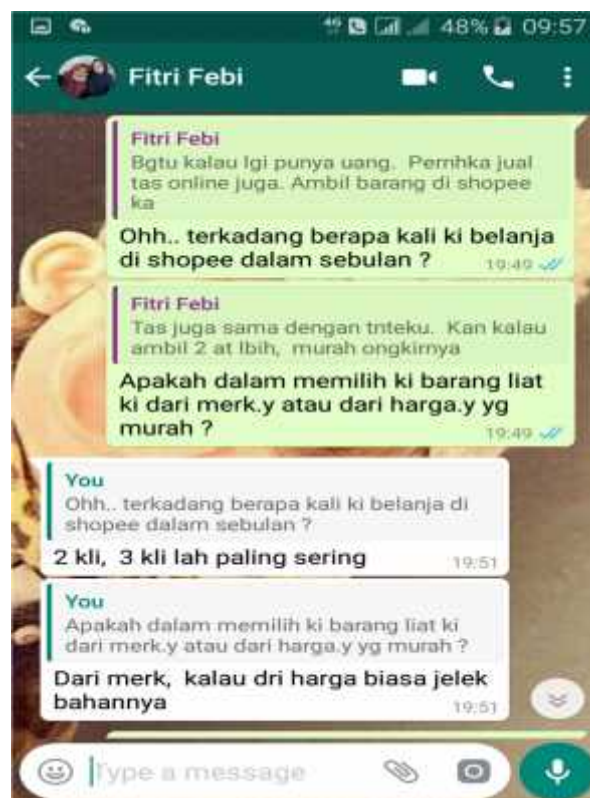 48% 09:57
Fitri Febi
Fitri Febi
Bgtu kalau lgi punya uang. Pernhka jual
tas online juga. Ambil barang di shopee
ka
Ohh.. terkadang berapa kali ki belanja
di shopee dalam sebulan ? 19:49
Fitri Febi
Tas juga sama dengan tnteku. Kan kalau
ambil 2 at lbih, murah ongkirnya
Apakah dalam memilih ki barang liat
ki dari merk.y atau dari harga.y yg
murah ? 19:49
You
Ohh.. terkadang berapa kali ki belanja di
shopee dalam sebulan ?
2 kli, 3 kli lah paling sering 19:51
You
Apakah dalam memilih ki barang liat ki
dari merk.y atau dari harga.y yg murah ?
Dari merk, kalau dri harga biasa jelek
bahannya 19:51
Type a message